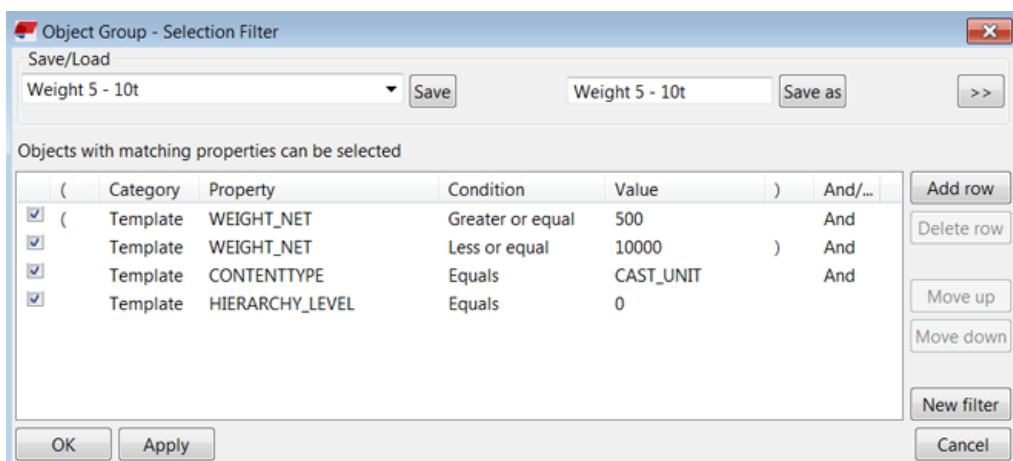 Object Group - Selection Filter
Save/Load
Weight 5 - 10t Save Weight 5 - 10t Save as >>
Objects with matching properties can be selected
( Category Property Condition Value ) And/... Add row
( Template WEIGHT_NET Greater or equal 500 And
Delete row
Template WEIGHT_NET Less or equal 10000 ) And
Template CONTENTTYPE Equals CAST_UNIT And
Template HIERARCHY_LEVEL Equals 0
Move up
Move down
New filter
OK Apply Cancel